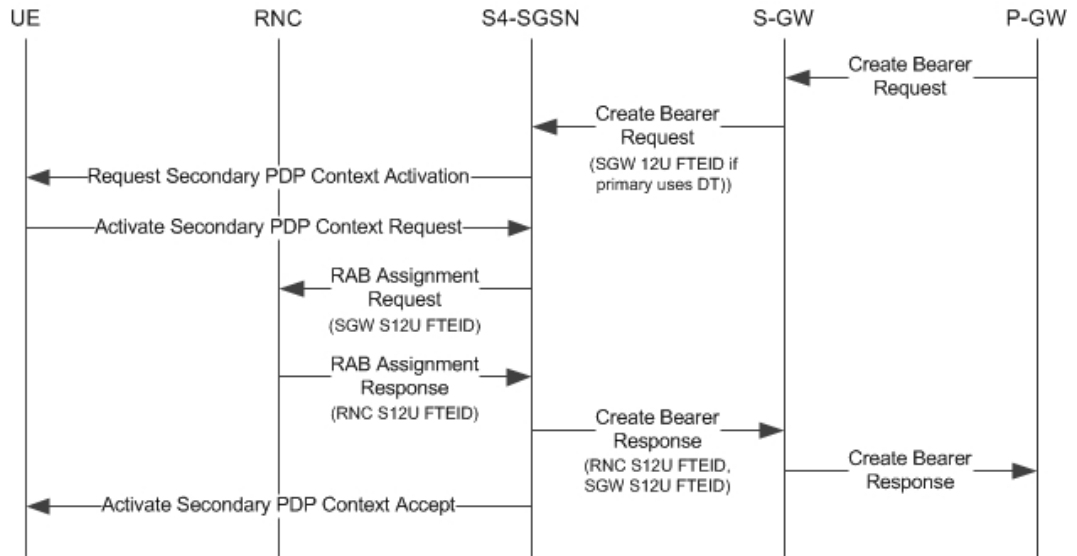 UE RNC S4-SGSN S-GW P-GW
Create Bearer
Request
Create Bearer
Request
(SGW 12U FTEID if
primary uses DT))
Request Secondary PDP Context Activation
Activate Secondary PDP Context Request
RAB Assignment
Request
(SGW S12U FTEID)
RAB Assignment
Response
(RNC S12U FTEID)
Create Bearer
Response
(RNC S12U FTEID,
SGW S12U FTEID)
Create Bearer
Response
Activate Secondary PDP Context Accept